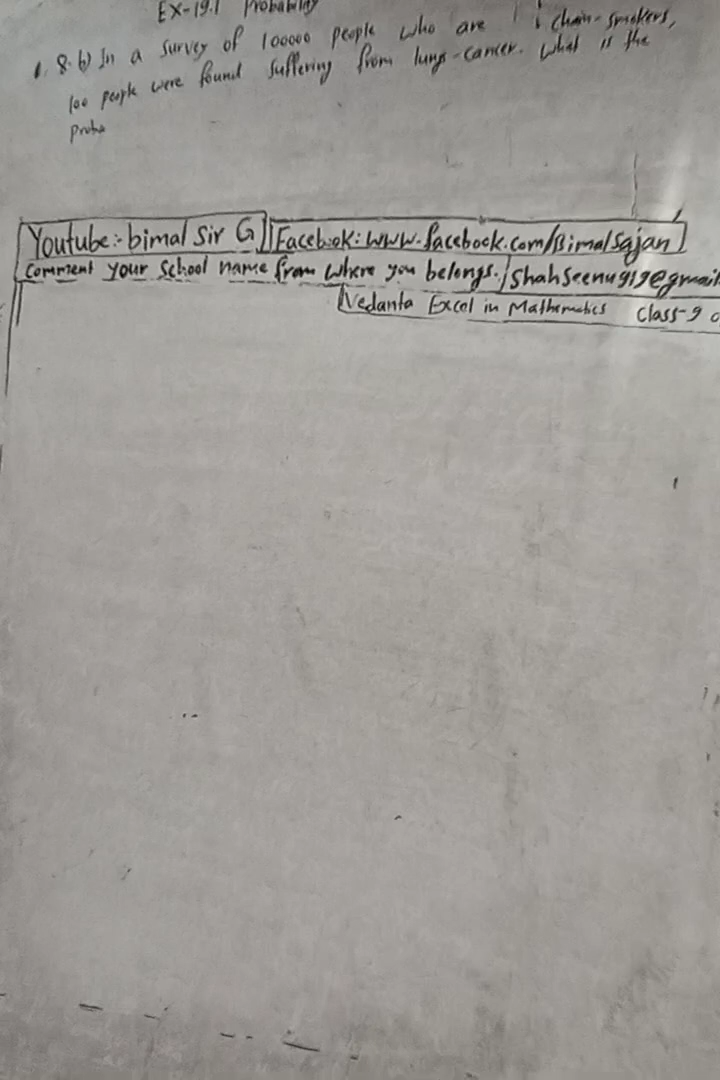 EX-19.1 Probability
8.b) In a survey of 100000 people who are chain-smokers,
100 people were found suffering from lung-cancer. What is the
proba
Youtube:- bimal Sir G Facebook: www.facebook.com/BimalSajan
Comment your School name from where you belongs.
Vedanta Excel in Mathematics Class-9